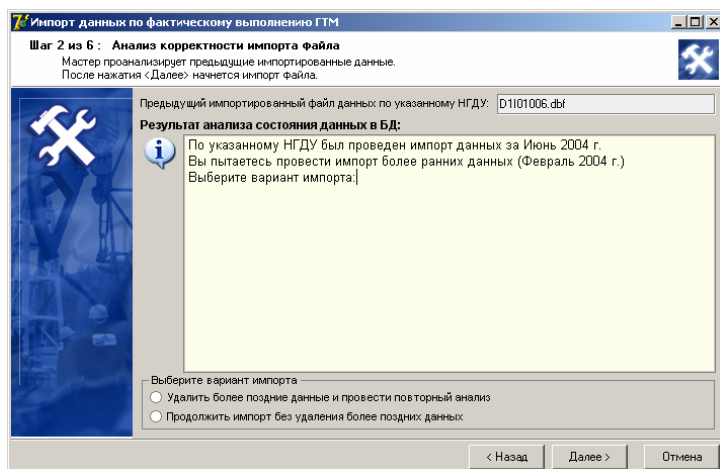 Импорт данных по фактическому выполнению ГТМ
Шаг 2 из 6 : Анализ корректности импорта файла
Мастер проанализирует предыдущие импортированные данные.
После нажатия <Далее> начнется импорт файла.
Предыдущий импортированный файл данных по указанному НГДУ: D1I01006.dbf
Результат анализа состояния данных в БД:
По указанному НГДУ был проведен импорт данных за Июнь 2004 г.
Вы пытаетесь провести импорт более ранних данных (Февраль 2004 г.)
Выберите вариант импорта:
Выберите вариант импорта
Удалить более поздние данные и провести повторный анализ
Продолжить импорт без удаления более поздних данных
< Назад Далее > Отмена